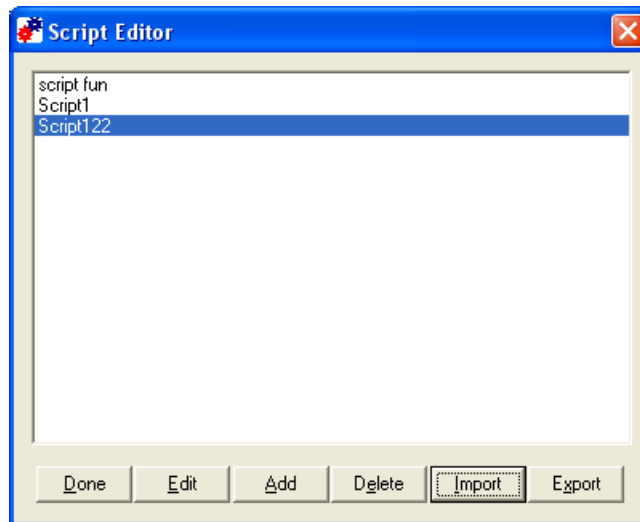 Script Editor
script fun
Script1
Script122
Done Edit Add Delete Import Export